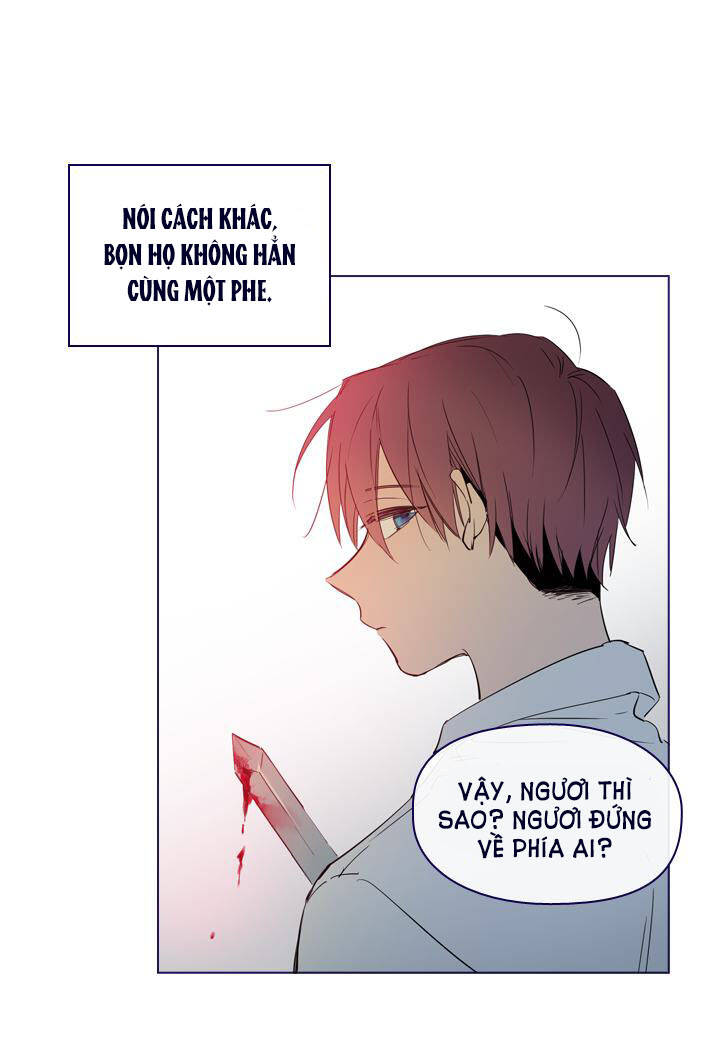 NÓI CÁCH KHÁC,
BỌN HỌ KHÔNG HẲN
CÙNG MỘT PHE.
VẬY, NGƯƠI THÌ
SAO? NGƯƠI ĐỨNG
VỀ PHÍA AI?